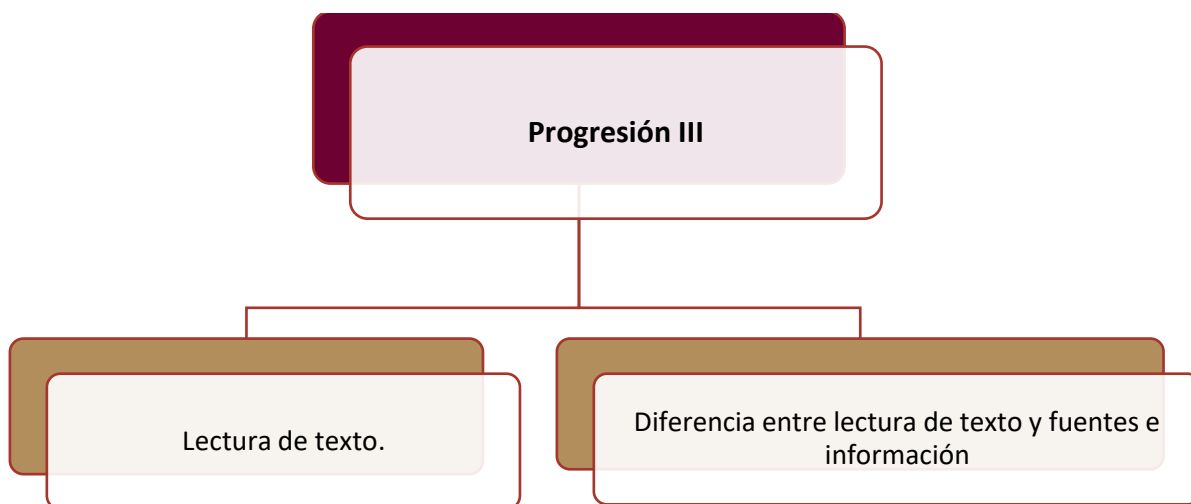 Progresión III
Lectura de texto.
Diferencia entre lectura de texto y fuentes e
información